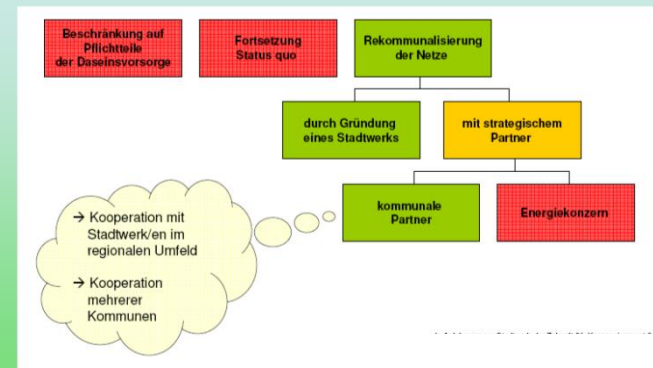 Beschränkung auf
Pflichtteile
der Daseinsvorsorge
Fortsetzung
Status quo
Rekommunalisierung
der Netze
durch Gründung
eines Stadtwerks
mit strategischem
Partner
kommunale
Partner
Energiekonzern
→ Kooperation mit
Stadtwerk/en im
regionalen Umfeld
→ Kooperation
mehrerer
Kommunen